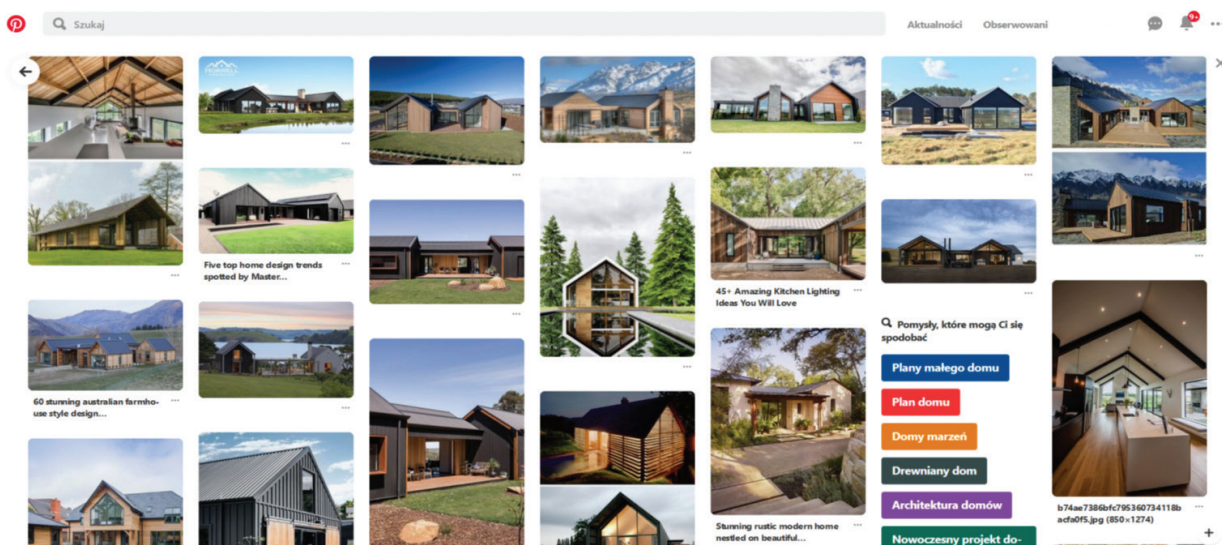 Szukaj
Aktualności
Obserwowani
9+
Five top home design trends
spotted by Master...
45+ Amazing Kitchen Lighting
Ideas You Will Love
Pomysły, które mogą Ci się
spodobać
Plany małego domu
Plan domu
Domy marzeń
Drewniany dom
Architektura domów
Nowoczesny projekt do-
60 stunning australian farmho-
use style design...
Stunning rustic modern home
nestled on beautiful...
b74ae7386bfc795360734118b
acfa0f5.jpg (850×1274)